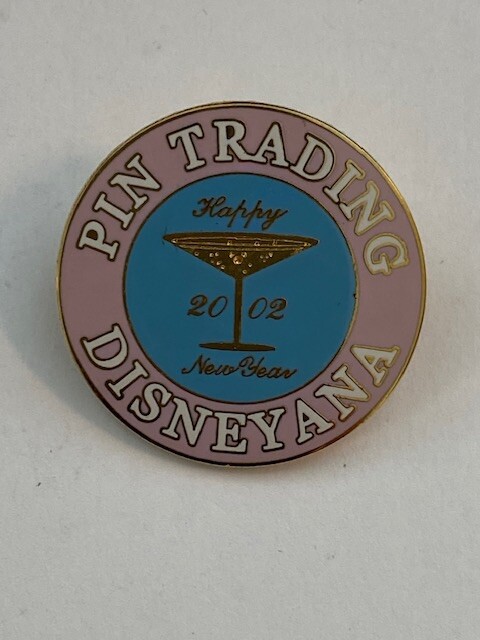 PIN TRADING
Happy
2002
New Year
DISNEYANA